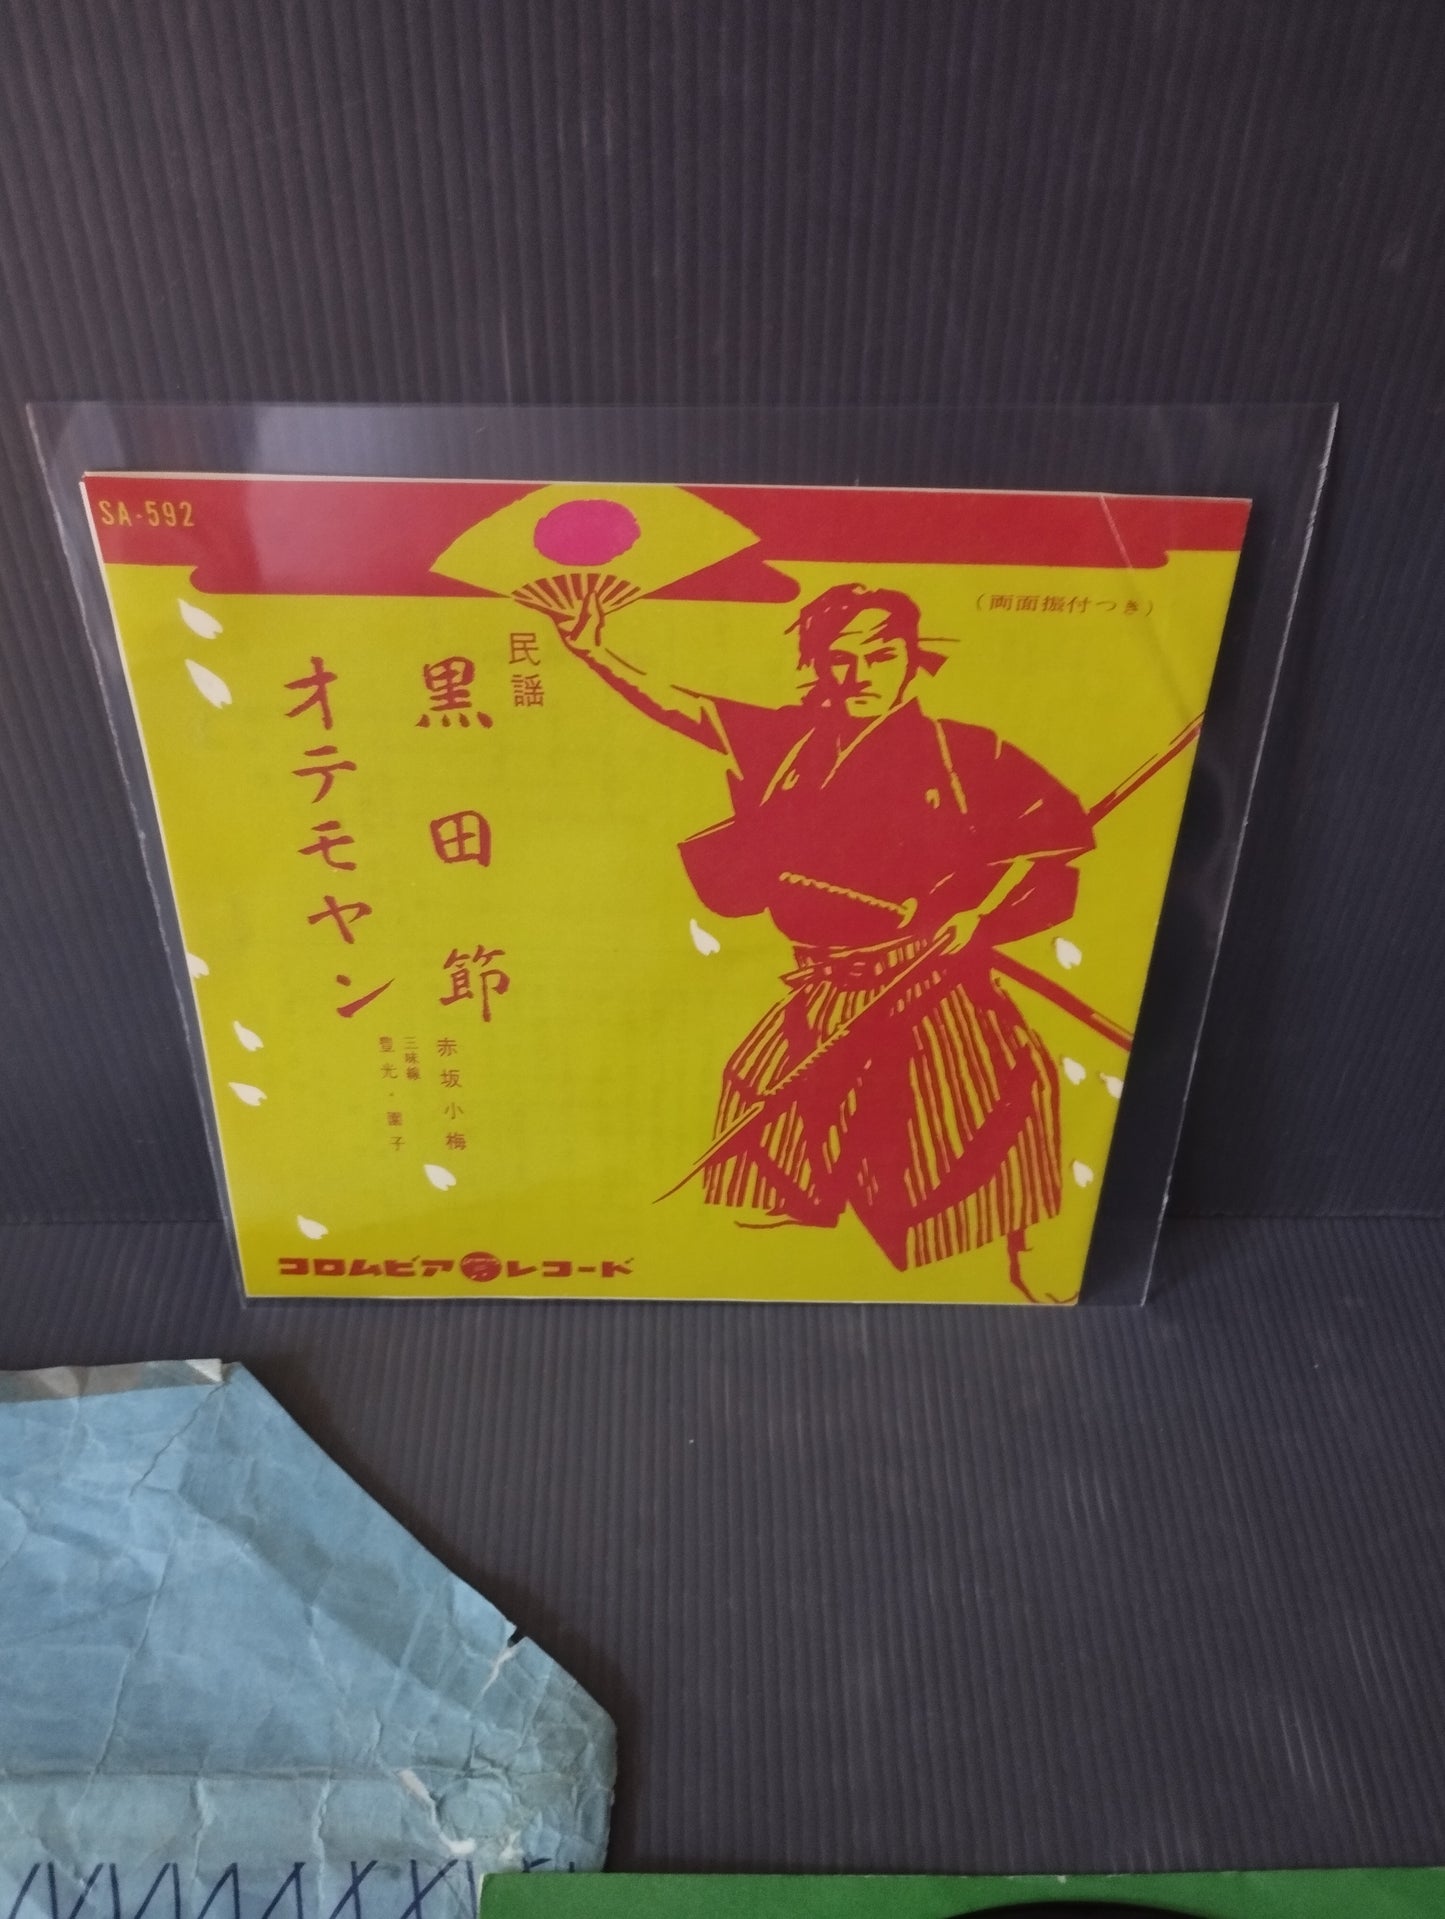 SA-592
(両面振付つき)
民謡
黒田節
オテモヤン
赤坂小梅
三味線
豊光・園子
コロムビアレコード